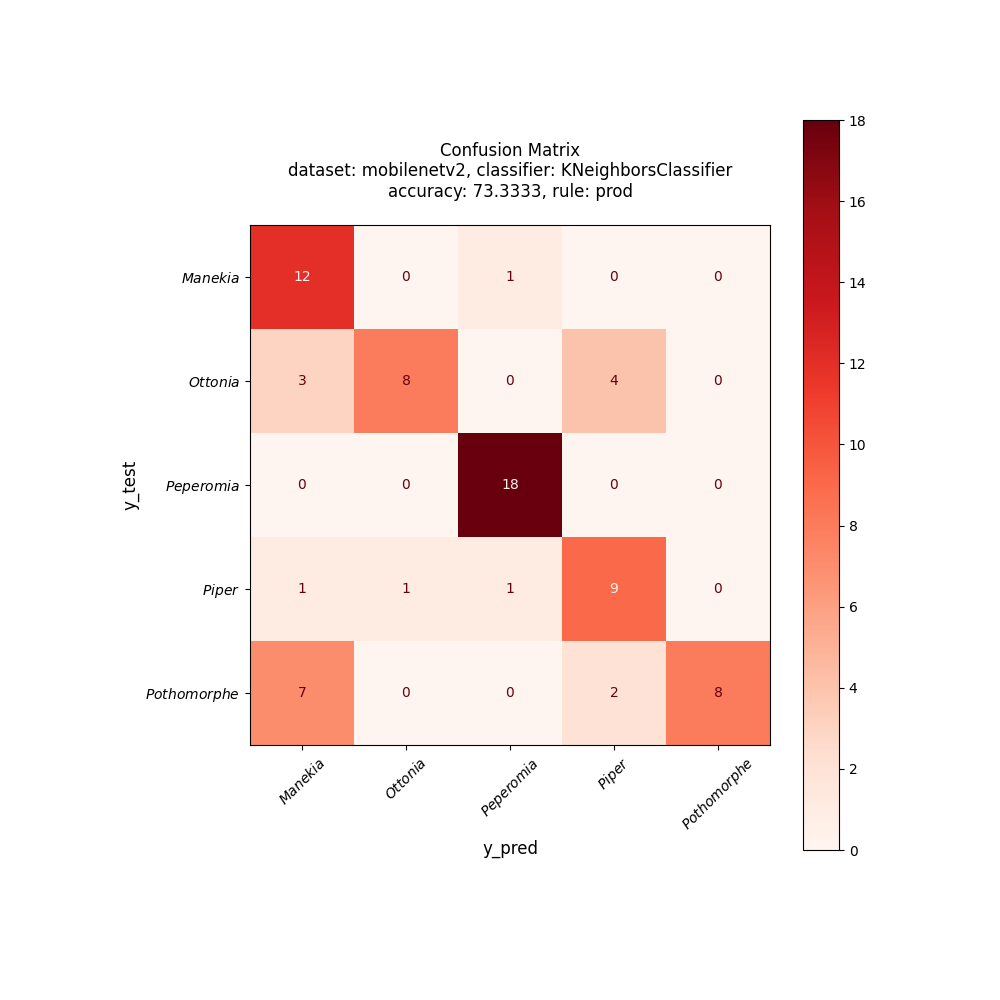 Confusion Matrix
dataset: mobilenetv2, classifier: KNeighborsClassifier
accuracy: 73.3333, rule: prod
Manekia 12 0 1 0 0
Ottonia 3 8 0 4 0
Peperomia 0 0 18 0 0
Piper 1 1 1 9 0
Pothomorphe 7 0 0 2 8
y_test
Manekia Ottonia Peperomia Piper Pothomorphe
y_pred
18
16
14
12
10
8
6
4
2
0